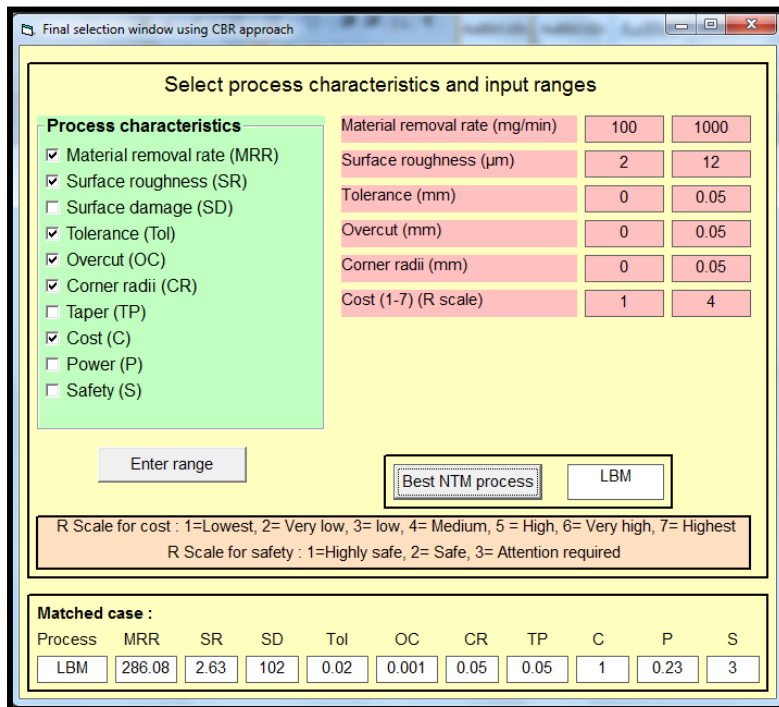 Final selection window using CBR approach
Select process characteristics and input ranges
Process characteristics
Material removal rate (MRR)
Surface roughness (SR)
Surface damage (SD)
Tolerance (Tol)
Overcut (OC)
Corner radii (CR)
Taper (TP)
Cost (C)
Power (P)
Safety (S)
Material removal rate (mg/min) 100 1000
Surface roughness (µm) 2 12
Tolerance (mm) 0 0.05
Overcut (mm) 0 0.05
Corner radii (mm) 0 0.05
Cost (1-7) (R scale) 1 4
Enter range
Best NTM process LBM
R Scale for cost : 1=Lowest, 2= Very low, 3= low, 4= Medium, 5 = High, 6= Very high, 7= Highest
R Scale for safety : 1=Highly safe, 2= Safe, 3= Attention required
Matched case :
Process MRR SR SD Tol OC CR TP C P S
LBM 286.08 2.63 102 0.02 0.001 0.05 0.05 1 0.23 3